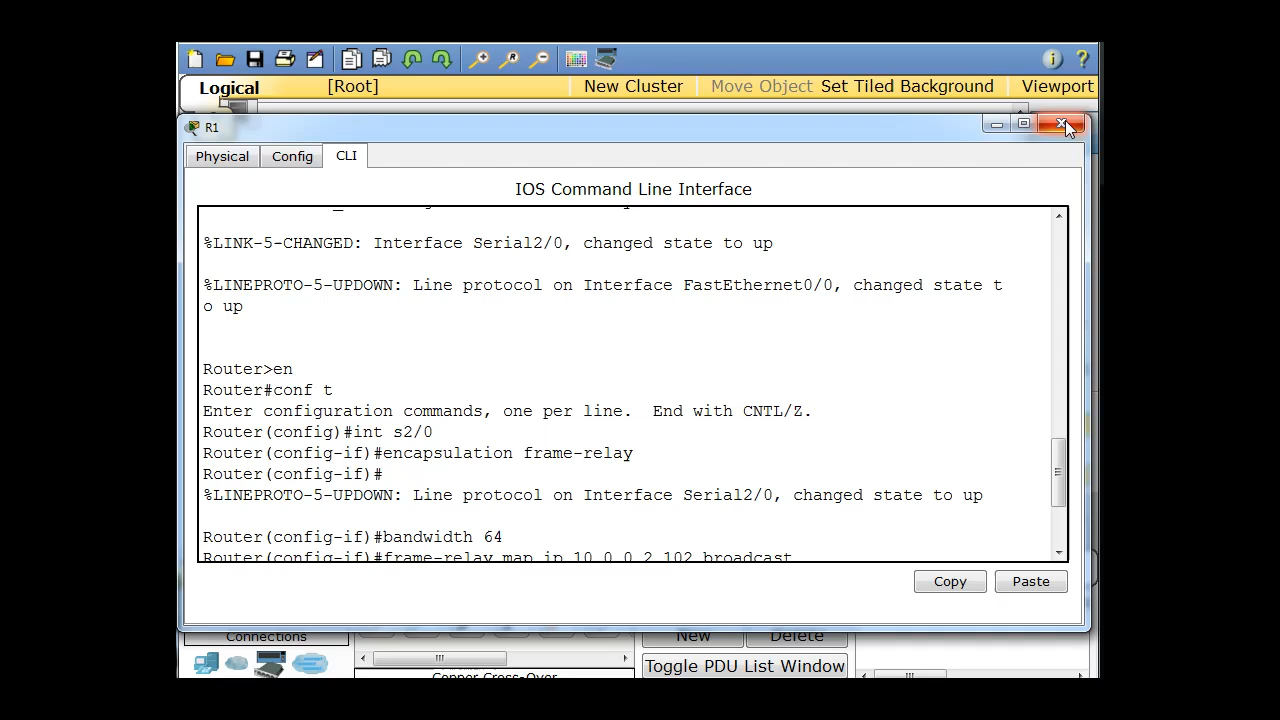 Logical
[Root]
New Cluster
Move Object
Set Tiled Background
Viewport
R1
Physical
Config
CLI
IOS Command Line Interface
%LINK-5-CHANGED: Interface Serial2/0, changed state to up
%LINEPROTO-5-UPDOWN: Line protocol on Interface FastEthernet0/0, changed state t
o up
Router>en
Router#conf t
Enter configuration commands, one per line.  End with CNTL/Z.
Router(config)#int s2/0
Router(config-if)#encapsulation frame-relay
Router(config-if)#
%LINEPROTO-5-UPDOWN: Line protocol on Interface Serial2/0, changed state to up
Router(config-if)#bandwidth 64
Router(config-if)#frame-relay map ip 10.0.0.2 102 broadcast
Copy
Paste
Connections
New
Delete
Toggle PDU List Window
Copper Cross-Over